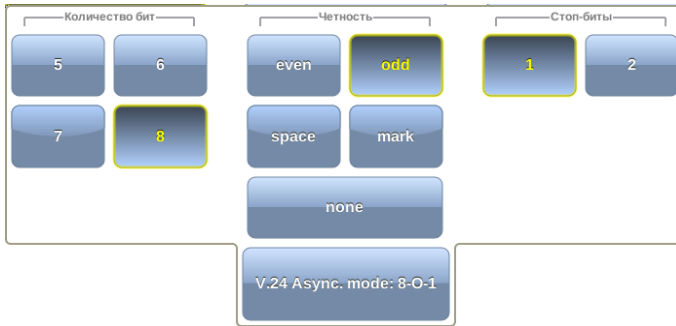 Количество бит
Четность
Стоп-биты
5
6
even
odd
1
2
7
8
space
mark
none
V.24 Async. mode: 8-O-1